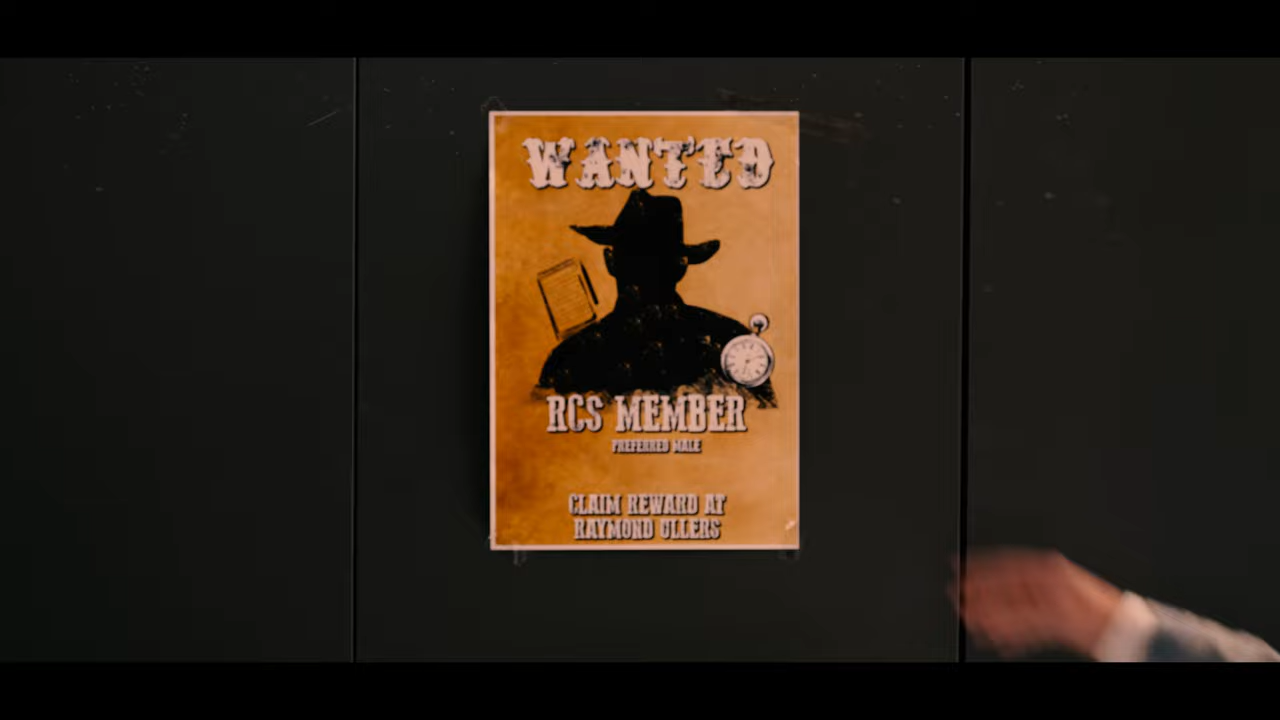 WANTED
RCS MEMBER
PREFERRED MALE
CLAIM REWARD AT
RAYMOND ULLERS